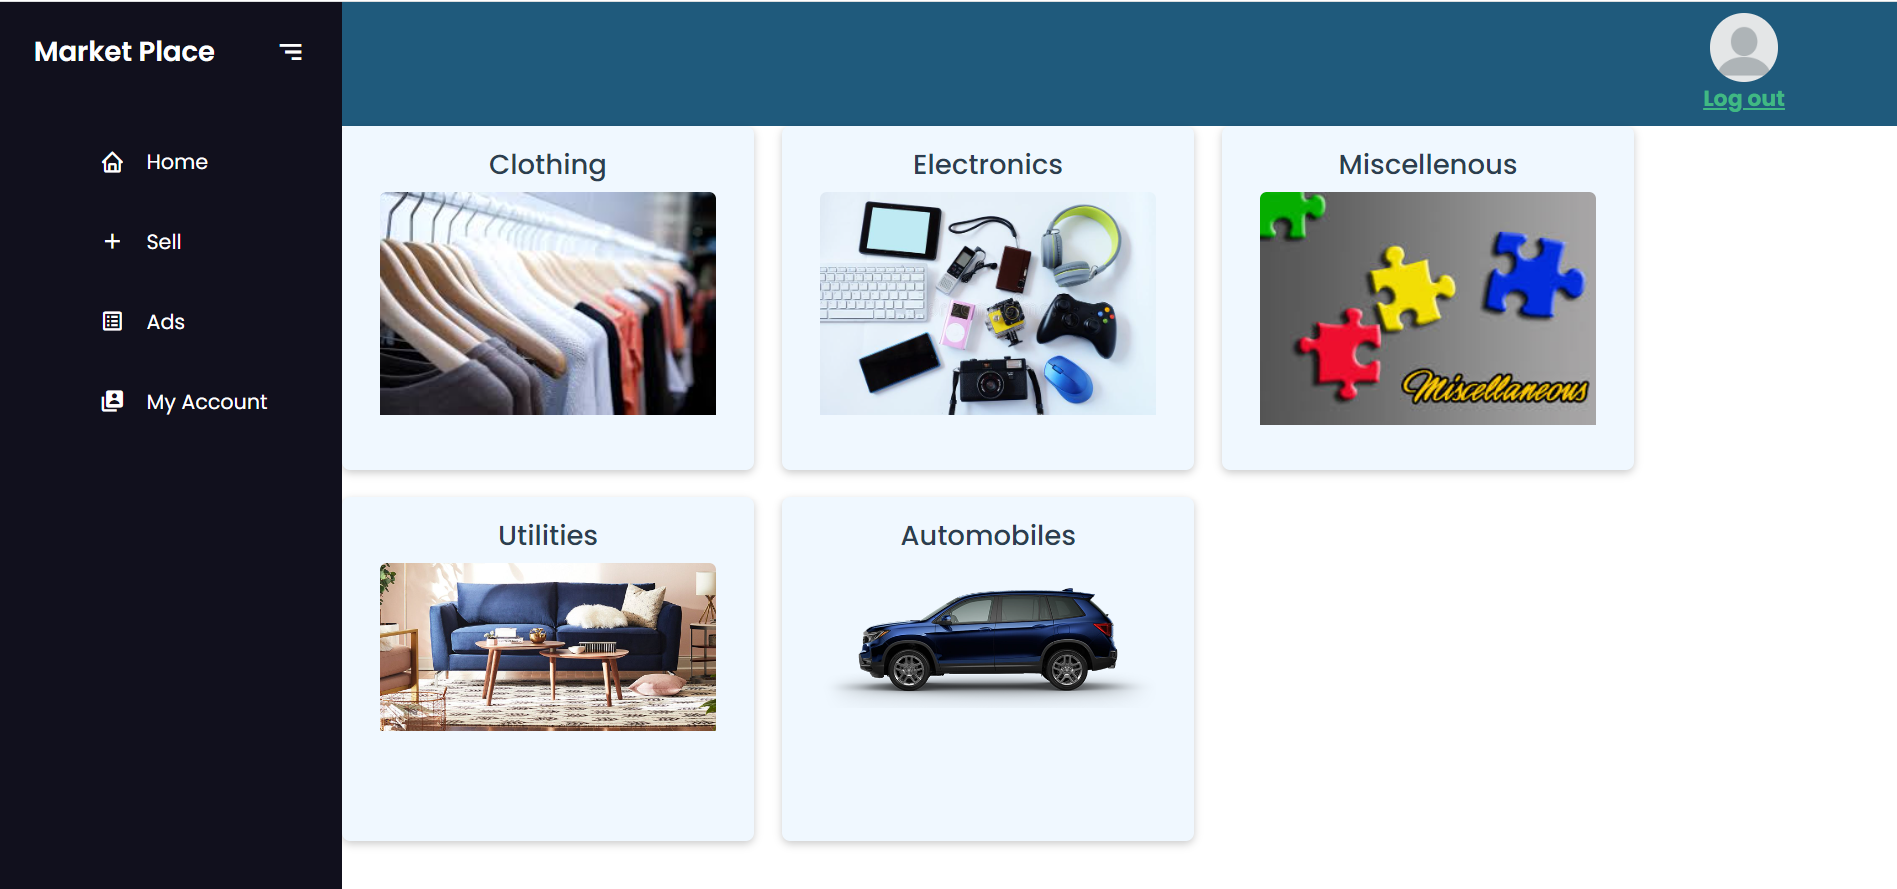 Market Place
Log out
Home
Sell
Ads
My Account
Clothing
Electronics
Miscellenous
Miscellaneous
Utilities
Automobiles